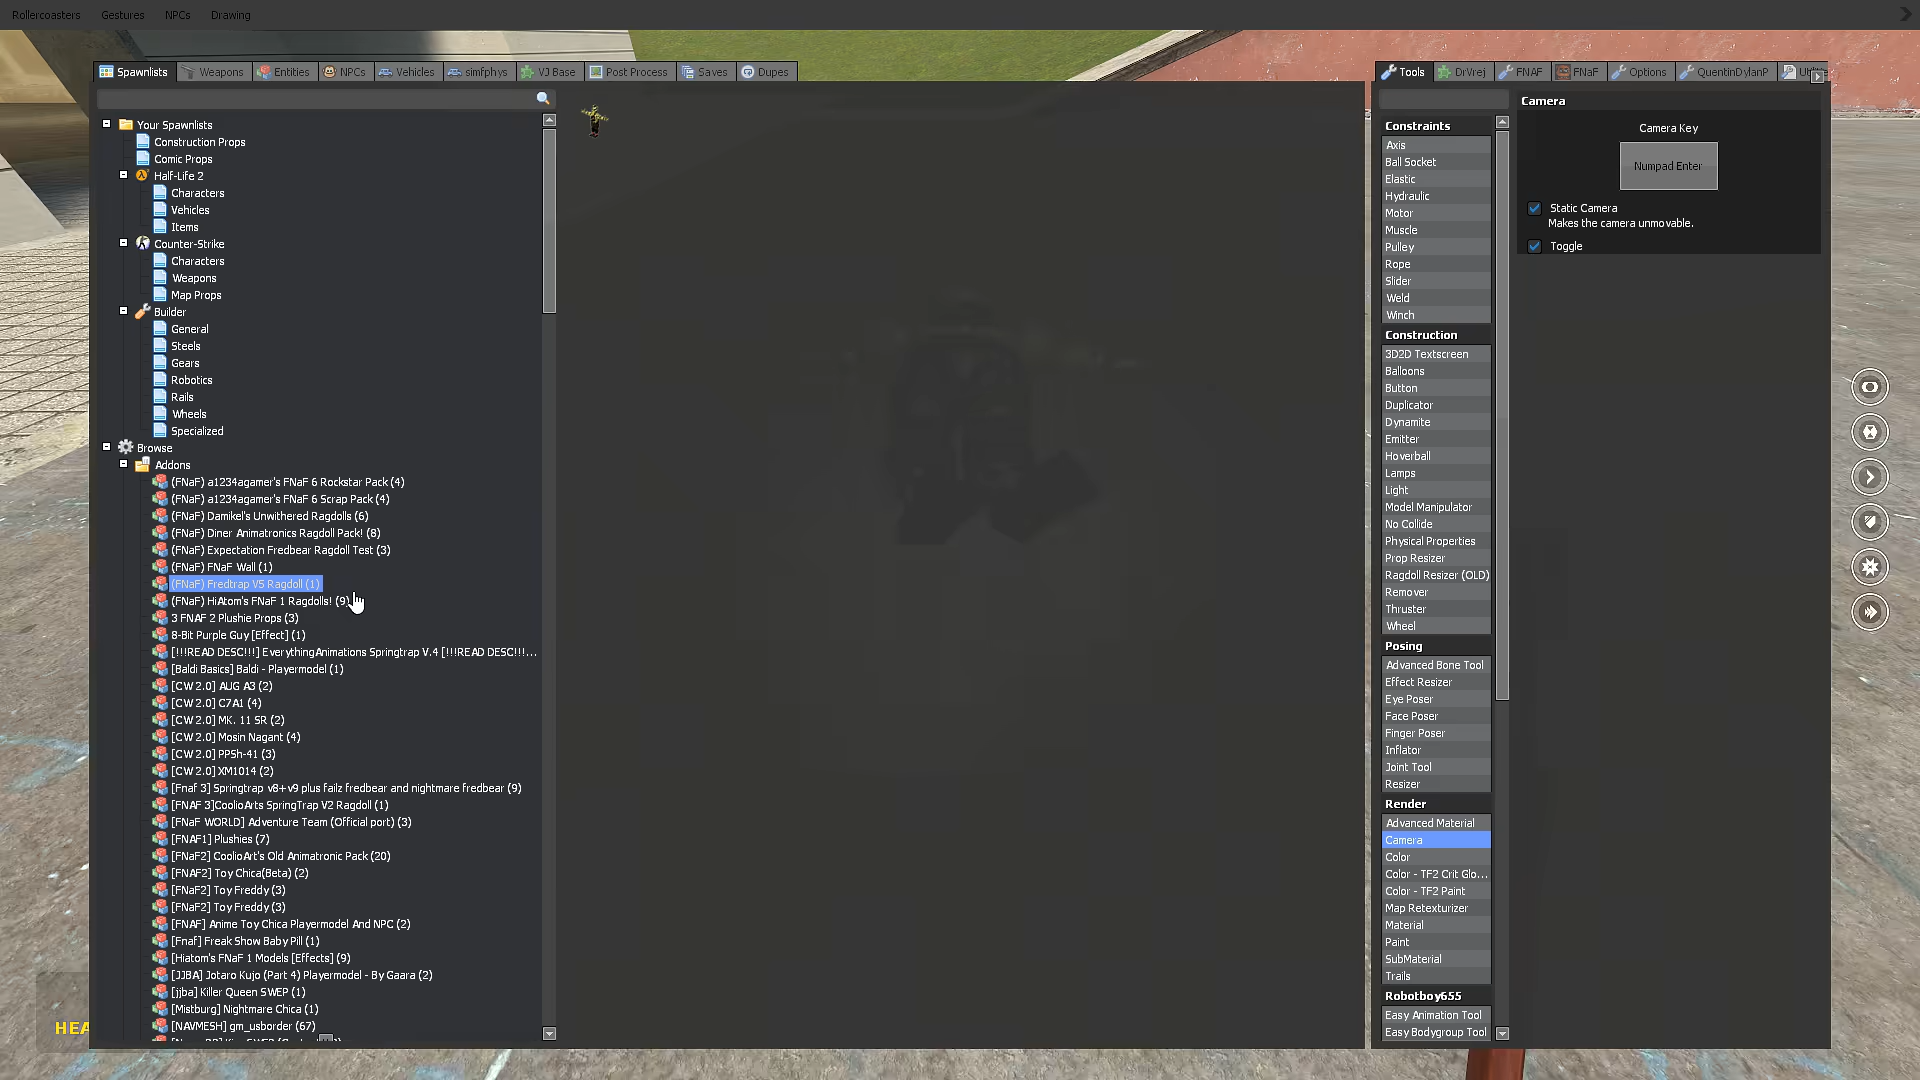 Rollercoasters Gestures NPCs Drawing
Spawnlists Weapons Entities NPCs Vehicles simfphys VJ Base Post Process Saves Dupes
Your Spawnlists
Construction Props
Comic Props
Half-Life 2
Characters
Vehicles
Items
Counter-Strike
Characters
Weapons
Map Props
Builder
General
Steels
Gears
Robotics
Rails
Wheels
Specialized
Browse
Addons
(FNaF) a1234agamer's FNaF 6 Rockstar Pack (4)
(FNaF) a1234agamer's FNaF 6 Scrap Pack (4)
(FNaF) Damikel's Unwithered Ragdolls (6)
(FNaF) Diner Animatronics Ragdoll Pack! (8)
(FNaF) Expectation Fredbear Ragdoll Test (3)
(FNaF) FNaF Wall (1)
(FNaF) Fredtrap V5 Ragdoll (1)
(FNaF) HiAtom's FNaF 1 Ragdolls! (9)
3 FNAF 2 Plushie Props (3)
8-Bit Purple Guy [Effect] (1)
[!!!READ DESC!!!] EverythingAnimations Springtrap V.4 [!!!READ DESC!!!...
[Baldi Basics] Baldi - Playermodel (1)
[CW 2.0] AUG A3 (2)
[CW 2.0] C7A1 (4)
[CW 2.0] MK. 11 SR (2)
[CW 2.0] Mosin Nagant (4)
[CW 2.0] PPSh-41 (3)
[CW 2.0] XM1014 (2)
[Fnaf 3] Springtrap v8+v9 plus failz fredbear and nightmare fredbear (9)
[FNAF 3]CoolioArts SpringTrap V2 Ragdoll (1)
[FNaF WORLD] Adventure Team (Official port) (3)
[FNAF1] Plushies (7)
[FNaF2] CoolioArt's Old Animatronic Pack (20)
[FNAF2] Toy Chica(Beta) (2)
[FNaF2] Toy Freddy (3)
[FNaF2] Toy Freddy (3)
[FNAF] Anime Toy Chica Playermodel And NPC (2)
[Fnaf] Freak Show Baby Pill (1)
[Hiatom's FNaF 1 Models [Effects] (9)
[JJBA] Jotaro Kujo (Part 4) Playermodel - By Gaara (2)
[jjba] Killer Queen SWEP (1)
[Mistburg] Nightmare Chica (1)
[NAVMESH] gm_usborder (67)
HEA
Tools DrVrej FNAF FNaF Options QuentinDylanP
Constraints
Axis
Ball Socket
Elastic
Hydraulic
Motor
Muscle
Pulley
Rope
Slider
Weld
Winch
Construction
3D2D Textscreen
Balloons
Button
Duplicator
Dynamite
Emitter
Hoverball
Lamps
Light
Model Manipulator
No Collide
Physical Properties
Prop Resizer
Ragdoll Resizer (OLD)
Remover
Thruster
Wheel
Posing
Advanced Bone Tool
Effect Resizer
Eye Poser
Face Poser
Finger Poser
Inflator
Joint Tool
Resizer
Render
Advanced Material
Camera
Color
Color - TF2 Crit Glo...
Color - TF2 Paint
Map Retexturizer
Material
Paint
SubMaterial
Trails
Robotboy655
Easy Animation Tool
Easy Bodygroup Tool
Camera
Camera Key
Numpad Enter
Static Camera
Makes the camera unmovable.
Toggle